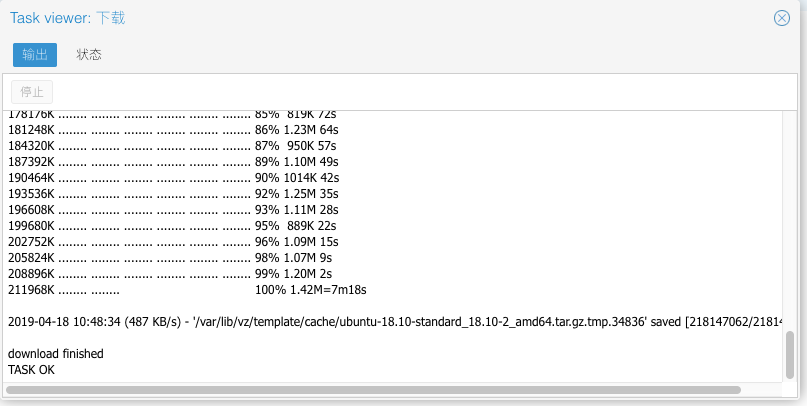 Task viewer: 下载
输出 状态
停止
178176K ........ ........ ........ ........ ........ ........ 85% 819K 72s
181248K ........ ........ ........ ........ ........ ........ 86% 1.23M 64s
184320K ........ ........ ........ ........ ........ ........ 87% 950K 57s
187392K ........ ........ ........ ........ ........ ........ 89% 1.10M 49s
190464K ........ ........ ........ ........ ........ ........ 90% 1014K 42s
193536K ........ ........ ........ ........ ........ ........ 92% 1.25M 35s
196608K ........ ........ ........ ........ ........ ........ 93% 1.11M 28s
199680K ........ ........ ........ ........ ........ ........ 95% 889K 22s
202752K ........ ........ ........ ........ ........ ........ 96% 1.09M 15s
205824K ........ ........ ........ ........ ........ ........ 98% 1.07M 9s
208896K ........ ........ ........ ........ ........ ........ 99% 1.20M 2s
211968K ........ ........ 100% 1.42M=7m18s
2019-04-18 10:48:34 (487 KB/s) - '/var/lib/vz/template/cache/ubuntu-18.10-standard_18.10-2_amd64.tar.gz.tmp.34836' saved [218147062/21814
download finished
TASK OK